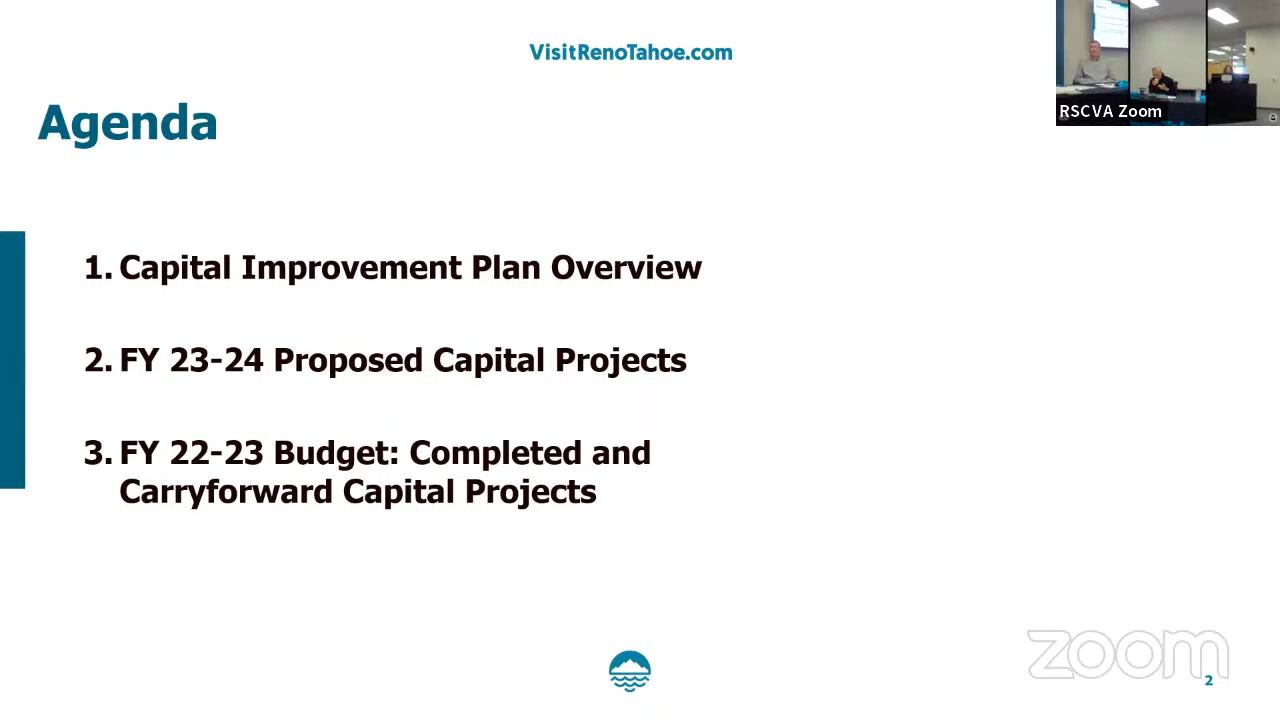 VisitRenoTahoe.com
RSCVA Zoom
Agenda
1. Capital Improvement Plan Overview
2. FY 23-24 Proposed Capital Projects
3. FY 22-23 Budget: Completed and
Carryforward Capital Projects
zoom
2